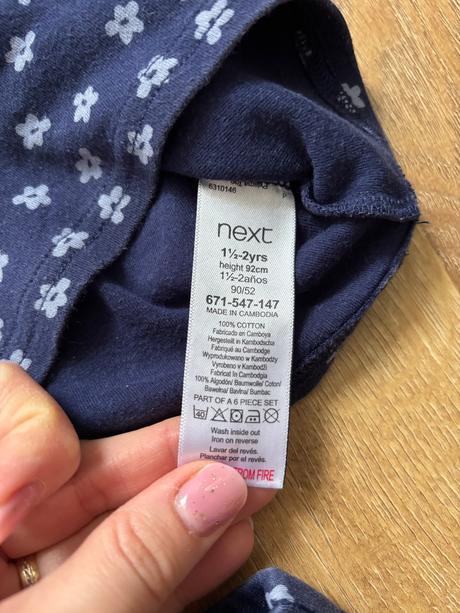 6310146
next
1½-2yrs
height 92cm
1½-2años
90/52
671-547-147
MADE IN CAMBODIA
100% COTTON
Fabricado en Camboya
Hergestellt in Kambodscha
Fabriqué au Cambodge
Wyprodukowano w Kambodży
Vyrobeno v Kambodži
Fabricat în Cambodgia
100% Algodón/ Baumwolle/ Coton/
Bawełna/ Bavlny/ Bumbac
PART OF A 6 PIECE SET
40
Wash inside out
Iron on reverse
Lavar del revés.
Planchar por el revés.
FROM FIRE